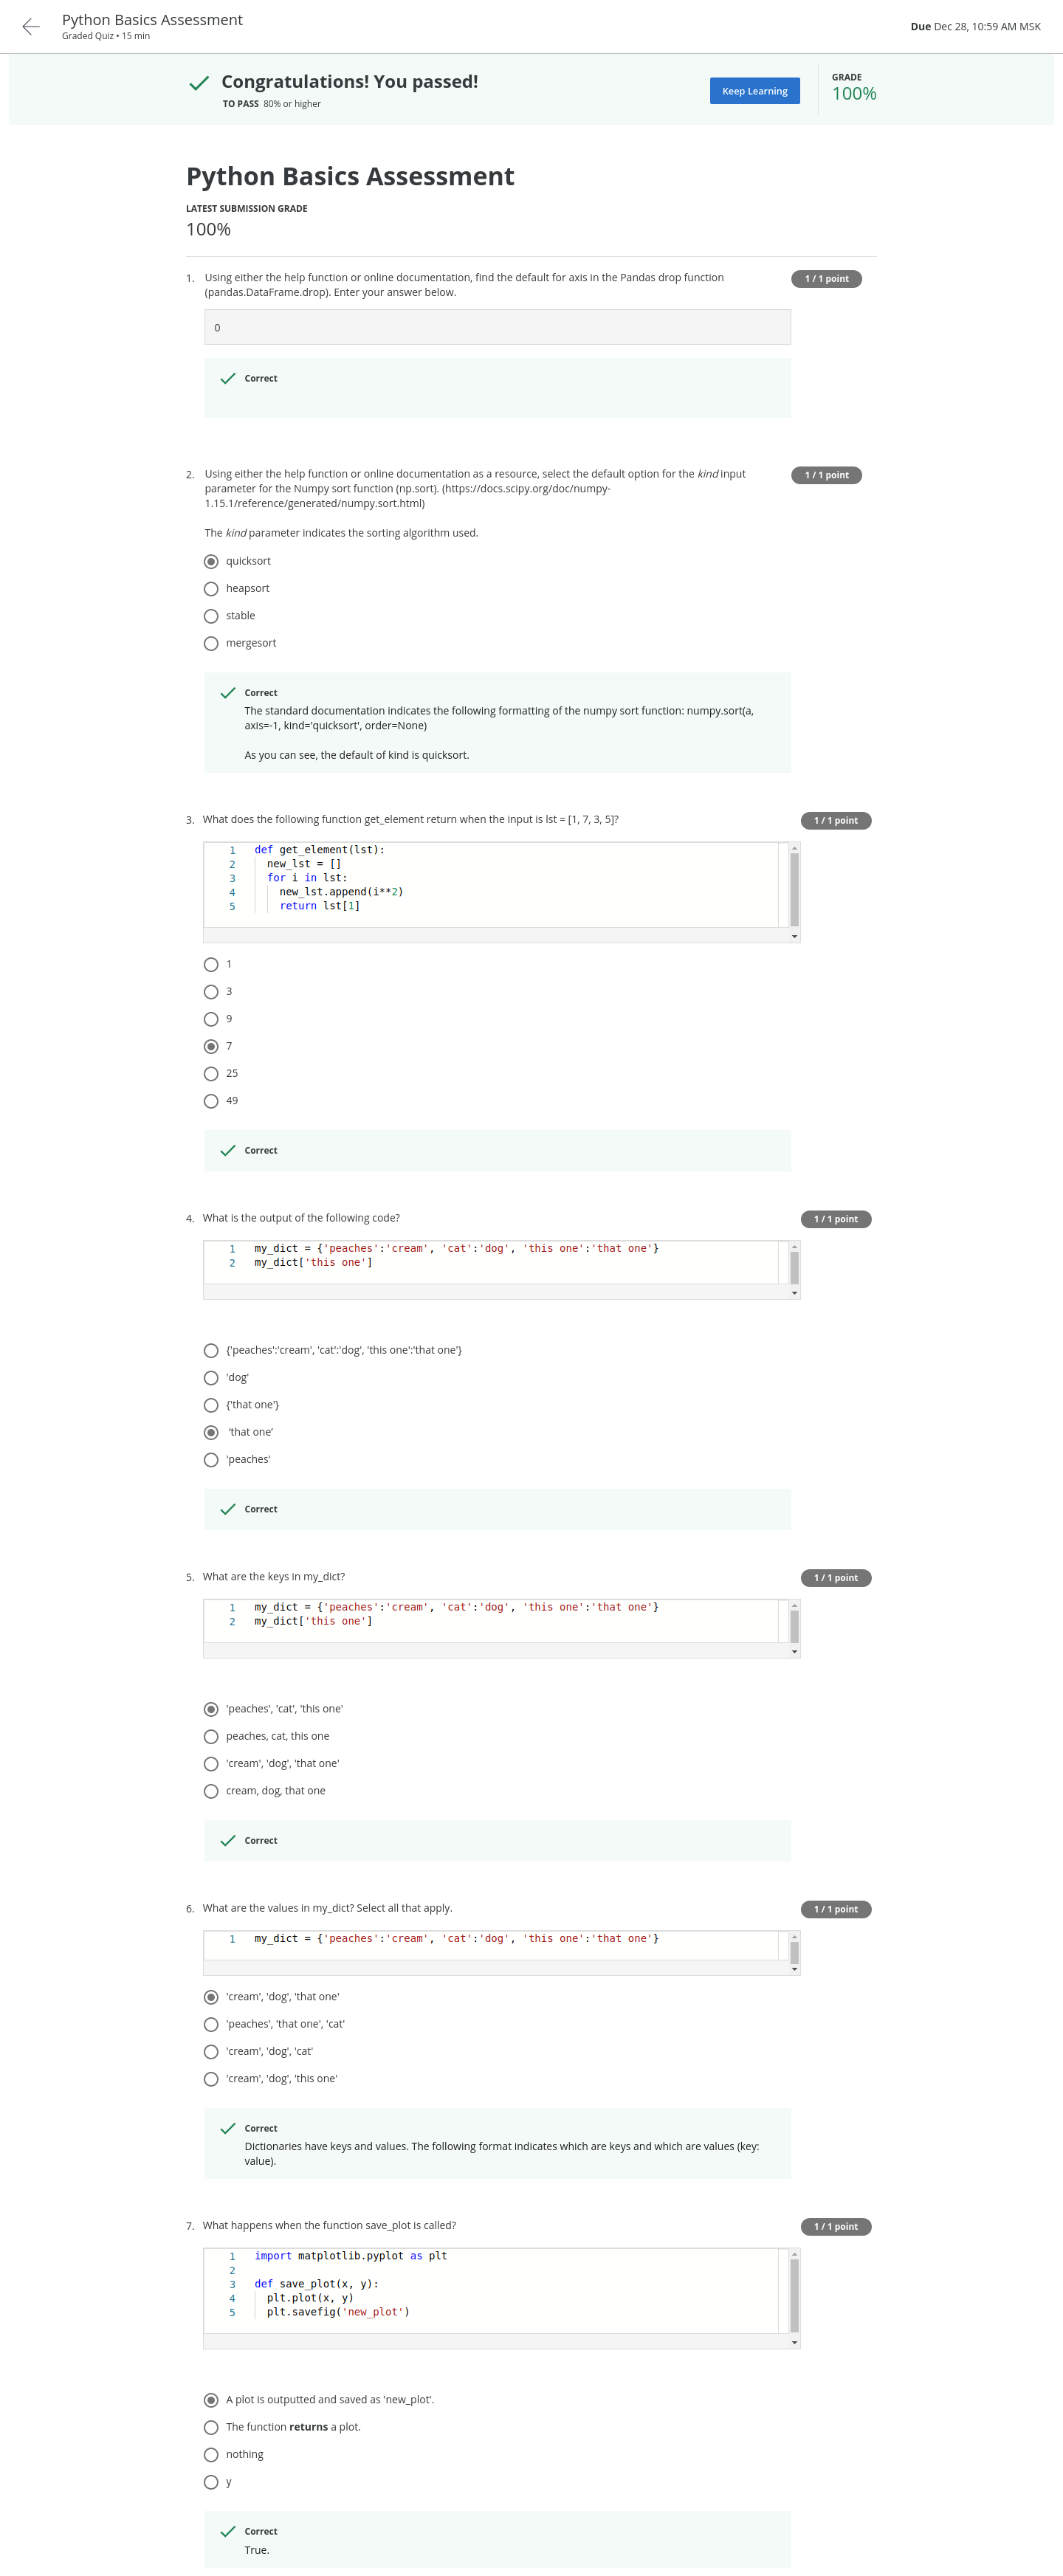 Python Basics Assessment
Graded Quiz • 15 min
Due Dec 28, 10:59 AM MSK
Congratulations! You passed!
TO PASS 80% or higher
Keep Learning
GRADE
100%
Python Basics Assessment
LATEST SUBMISSION GRADE
100%
1. Using either the help function or online documentation, find the default for axis in the Pandas drop function
(pandas.DataFrame.drop). Enter your answer below.
1 / 1 point
0
Correct
2. Using either the help function or online documentation as a resource, select the default option for the kind input
parameter for the Numpy sort function (np.sort). (https://docs.scipy.org/doc/numpy-
1.15.1/reference/generated/numpy.sort.html)
1 / 1 point
The kind parameter indicates the sorting algorithm used.
quicksort
heapsort
stable
mergesort
Correct
The standard documentation indicates the following formatting of the numpy sort function: numpy.sort(a,
axis=-1, kind='quicksort', order=None)
As you can see, the default of kind is quicksort.
3. What does the following function get_element return when the input is lst = [1, 7, 3, 5]?
1 / 1 point
1 def get_element(lst):
2 new_lst = []
3 for i in lst:
4 new_lst.append(i**2)
5 return lst[1]
1
3
9
7
25
49
Correct
4. What is the output of the following code?
1 / 1 point
1 my_dict = {'peaches':'cream', 'cat':'dog', 'this one':'that one'}
2 my_dict['this one']
{'peaches':'cream', 'cat':'dog', 'this one':'that one'}
'dog'
{'that one'}
'that one'
'peaches'
Correct
5. What are the keys in my_dict?
1 / 1 point
1 my_dict = {'peaches':'cream', 'cat':'dog', 'this one':'that one'}
2 my_dict['this one']
'peaches', 'cat', 'this one'
peaches, cat, this one
'cream', 'dog', 'that one'
cream, dog, that one
Correct
6. What are the values in my_dict? Select all that apply.
1 / 1 point
1 my_dict = {'peaches':'cream', 'cat':'dog', 'this one':'that one'}
'cream', 'dog', 'that one'
'peaches', 'that one', 'cat'
'cream', 'dog', 'cat'
'cream', 'dog', 'this one'
Correct
Dictionaries have keys and values. The following format indicates which are keys and which are values (key:
value).
7. What happens when the function save_plot is called?
1 / 1 point
1 import matplotlib.pyplot as plt
2
3 def save_plot(x, y):
4 plt.plot(x, y)
5 plt.savefig('new_plot')
A plot is outputted and saved as 'new_plot'.
The function returns a plot.
nothing
y
Correct
True.